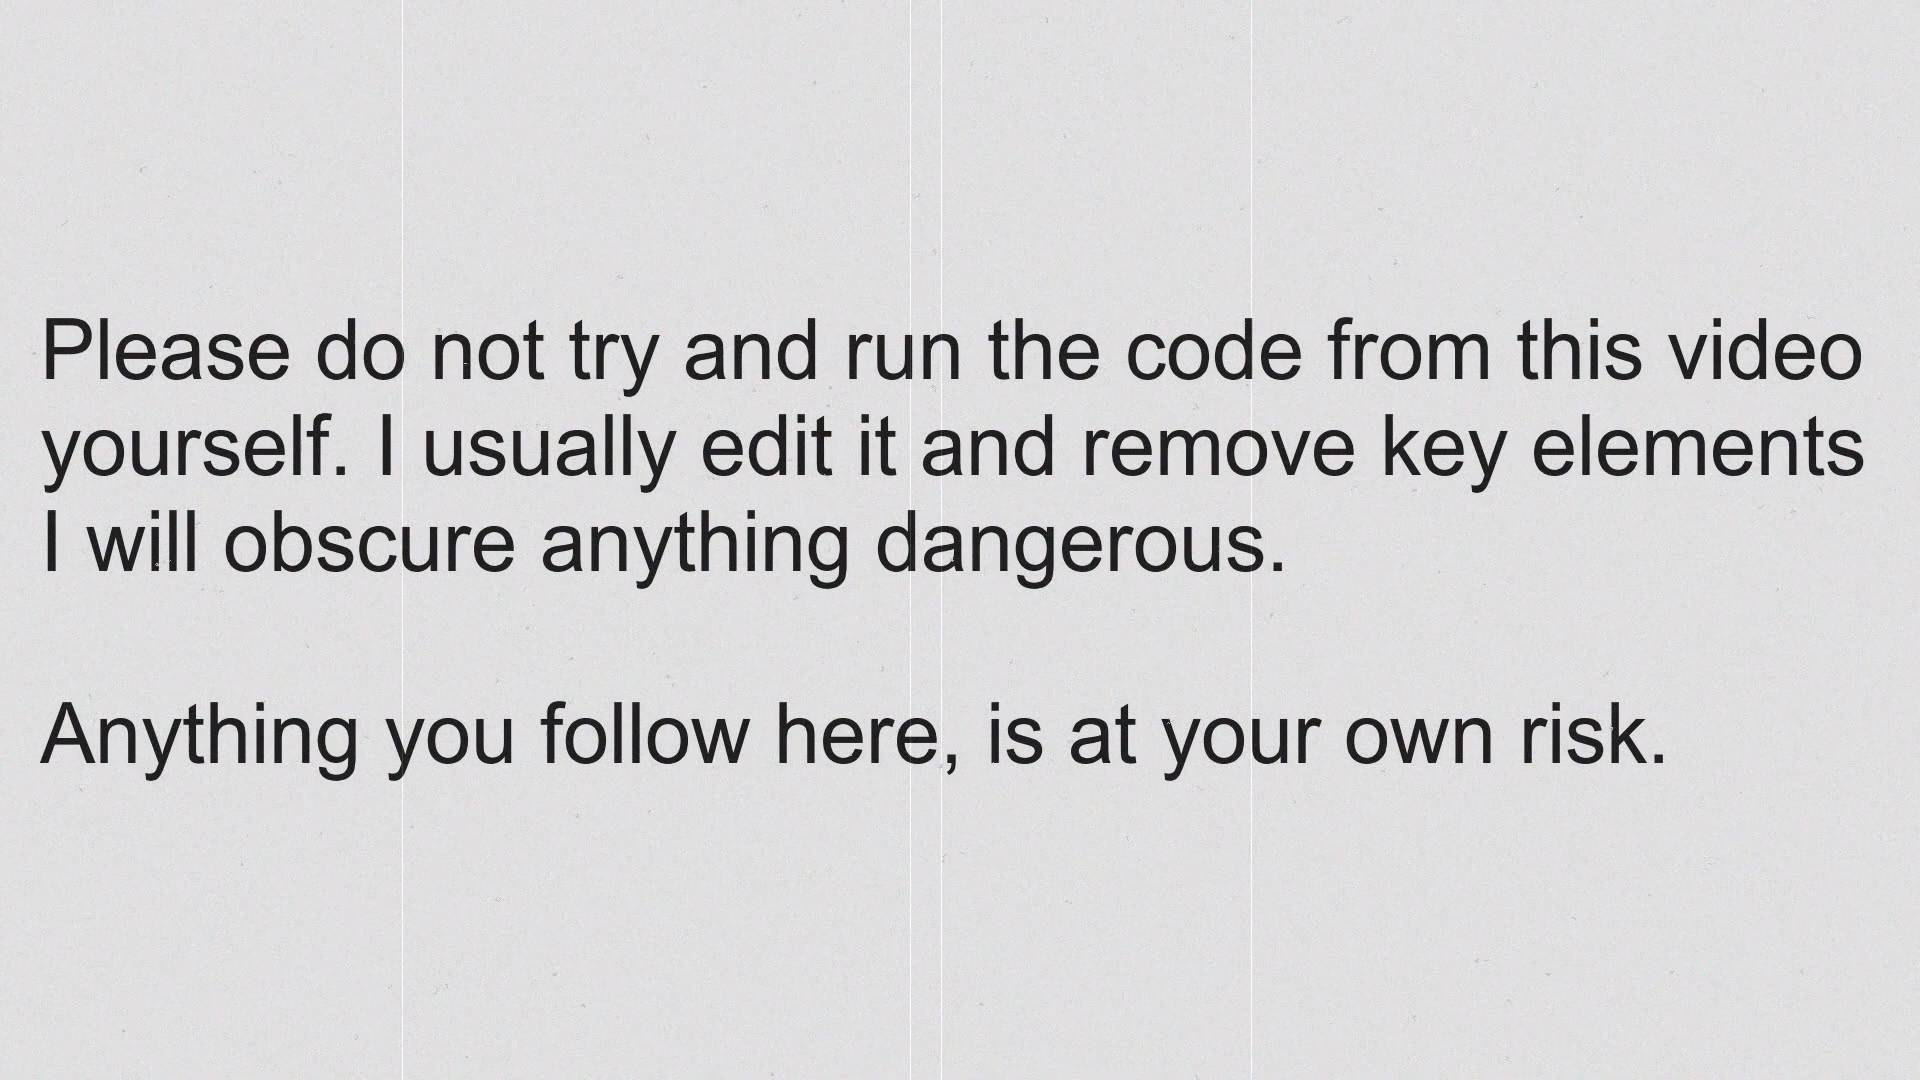 Please do not try and run the code from this video
yourself. I usually edit it and remove key elements
I will obscure anything dangerous.
Anything you follow here, is at your own risk.